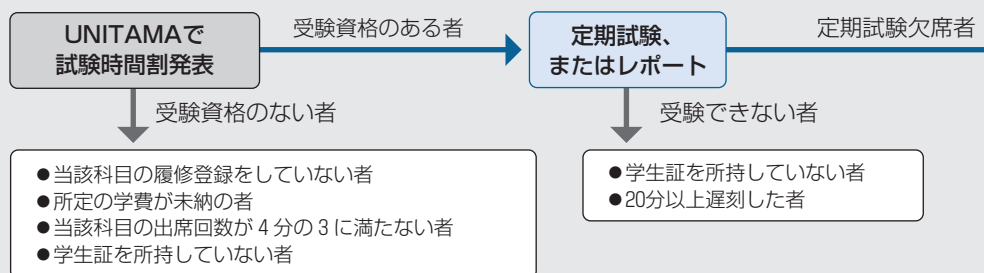 UNITAMAで
試験時間割発表
受験資格のある者
定期試験、
またはレポート
定期試験欠席者
受験資格のない者
受験できない者
●当該科目の履修登録をしていない者
●所定の学費が未納の者
●当該科目の出席回数が4分の3に満たない者
●学生証を所持していない者
●学生証を所持していない者
●20分以上遅刻した者